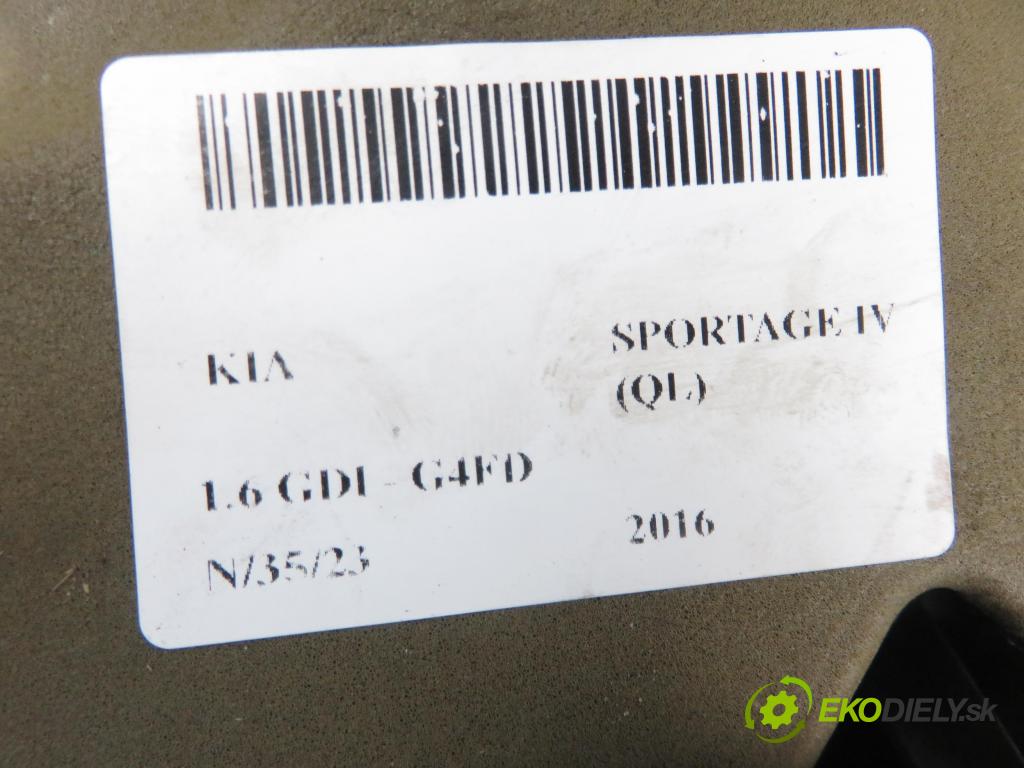 KIA
SPORTAGE IV
(QL)
1.6 GDI - G4FD
2016
N/35/23
EKODIELY.sk